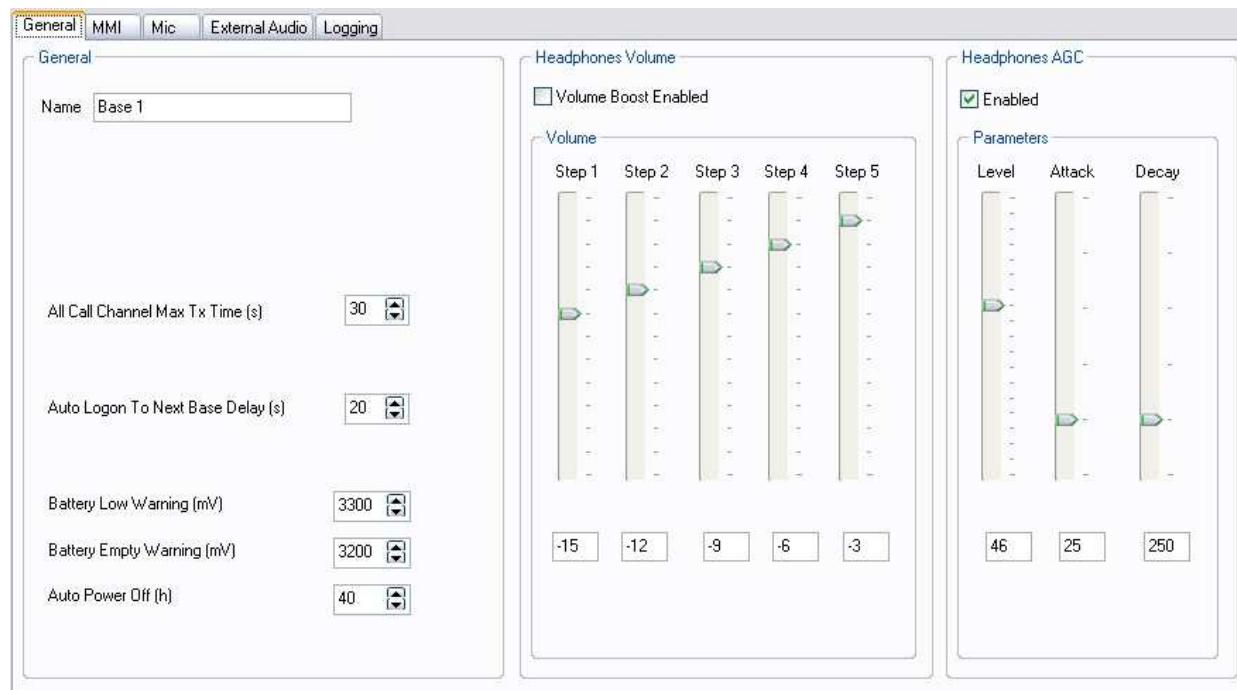 General MMI Mic External Audio Logging
General
Name Base 1
All Call Channel Max Tx Time (s) 30
Auto Logon To Next Base Delay (s) 20
Battery Low Warning (mV) 3300
Battery Empty Warning (mV) 3200
Auto Power Off (h) 40
Headphones Volume
Volume Boost Enabled
Volume
Step 1 Step 2 Step 3 Step 4 Step 5
-15 -12 -9 -6 -3
Headphones AGC
Enabled
Parameters
Level Attack Decay
46 25 250